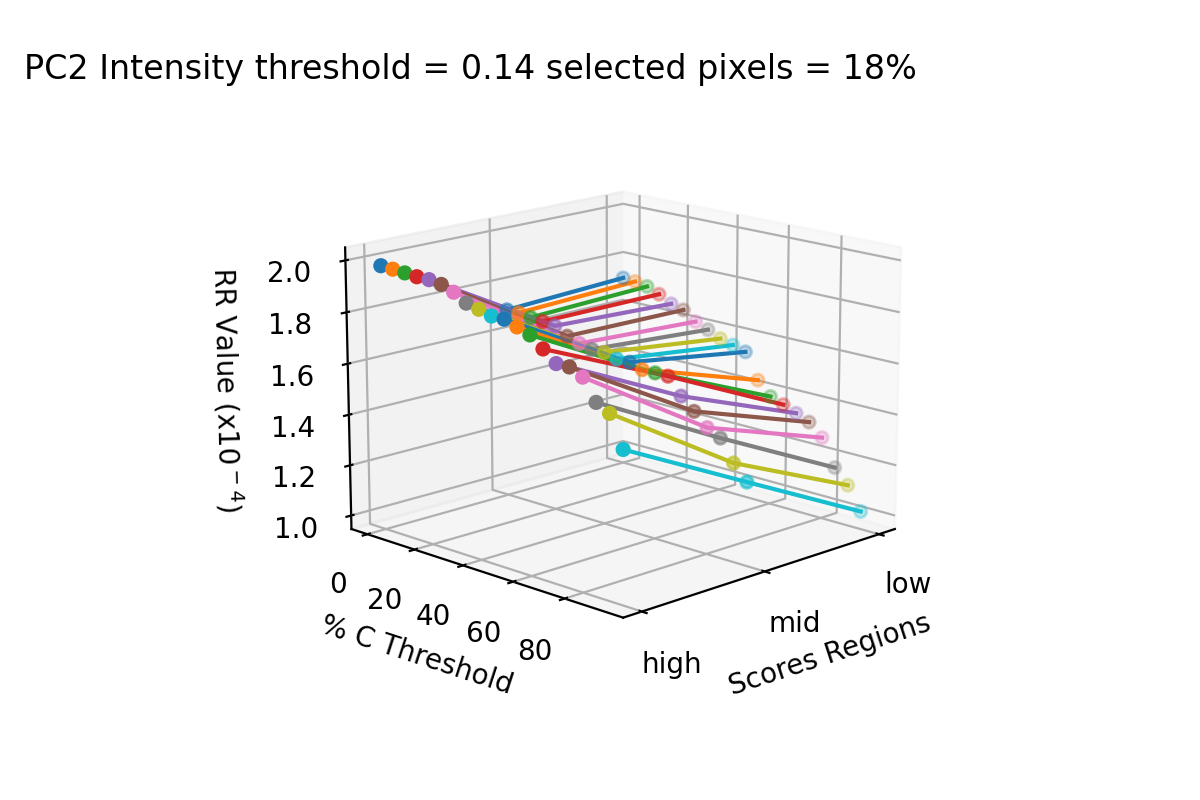 PC2 Intensity threshold = 0.14 selected pixels = 18%
2.0
1.8
1.6
1.4
1.2
1.0
RR Value (x10⁻⁴)
0
20
40
60
80
% C Threshold
high
mid
low
Scores Regions